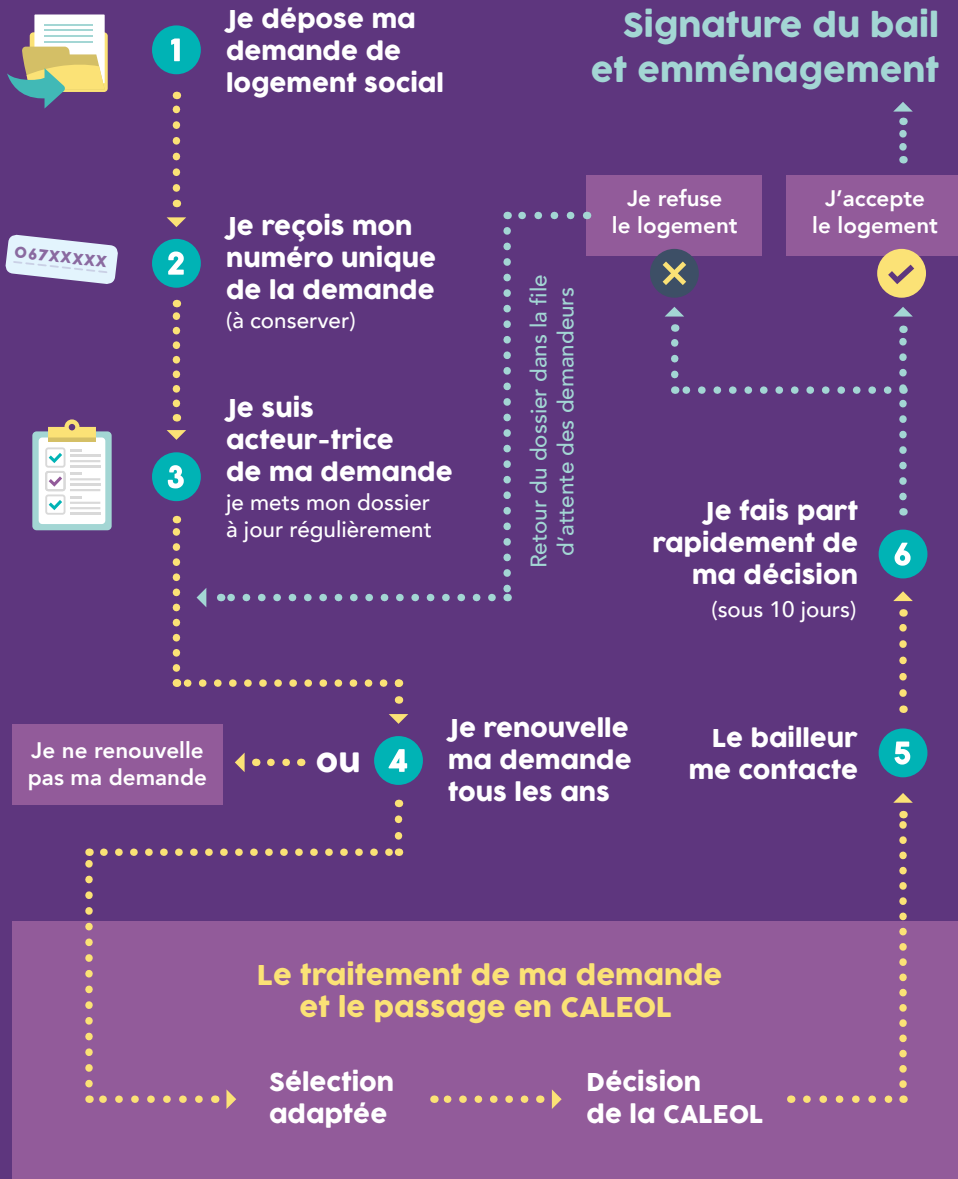 Je dépose ma
demande de
logement social
1
067XXXXX
2
Je reçois mon
numéro unique
de la demande
(à conserver)
3
Je suis
acteur-trice
de ma demande
je mets mon dossier
à jour régulièrement
Je ne renouvelle
pas ma demande
ou
4
Je renouvelle
ma demande
tous les ans
Le traitement de ma demande
et le passage en CALEOL
Sélection
adaptée
Décision
de la CALEOL
Le bailleur
me contacte
5
Je fais part
rapidement de
ma décision
(sous 10 jours)
6
Je refuse
le logement
Retour du dossier dans la file
d'attente des demandeurs
J'accepte
le logement
Signature du bail
et emménagement